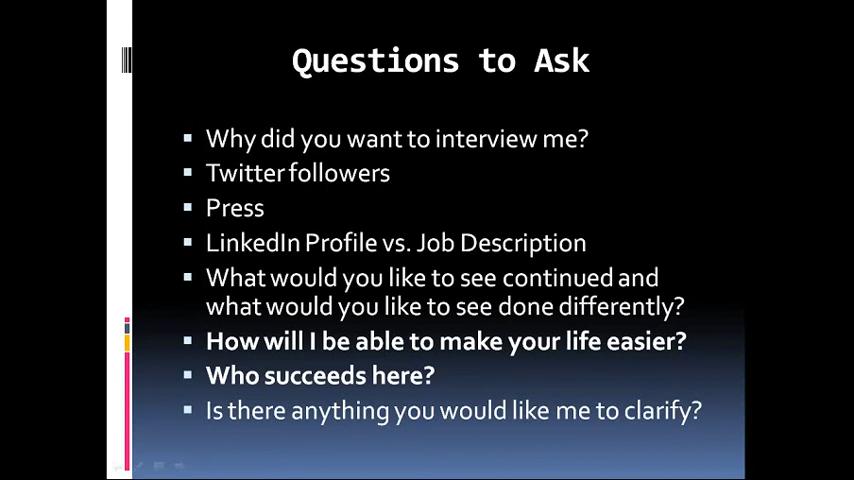 Questions to Ask
Why did you want to interview me?
Twitter followers
Press
LinkedIn Profile vs. Job Description
What would you like to see continued and
what would you like to see done differently?
How will I be able to make your life easier?
Who succeeds here?
Is there anything you would like me to clarify?